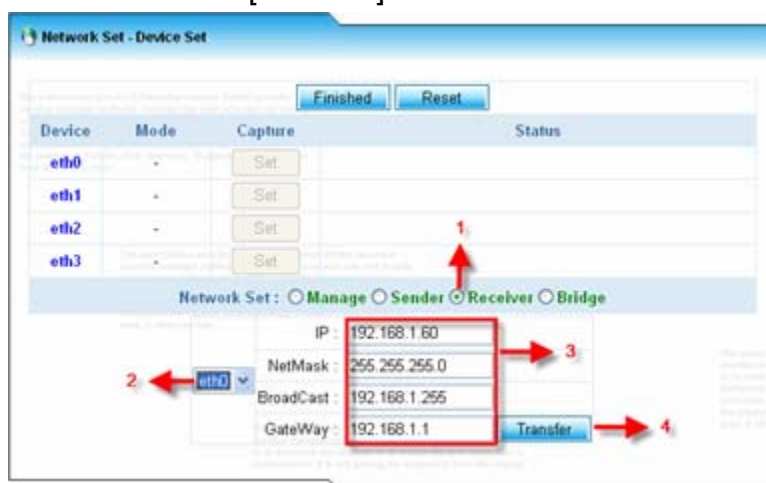 Network Set - Device Set
Finished Reset
Device Mode Capture Status
eth0 - Set
eth1 - Set
eth2 - Set
1
eth3 - Set
Network Set : Manage Sender Receiver Bridge
IP : 192.168.1.60
3
NetMask : 255.255.255.0
2 eth0
BroadCast : 192.168.1.255
GateWay : 192.168.1.1 Transfer 4